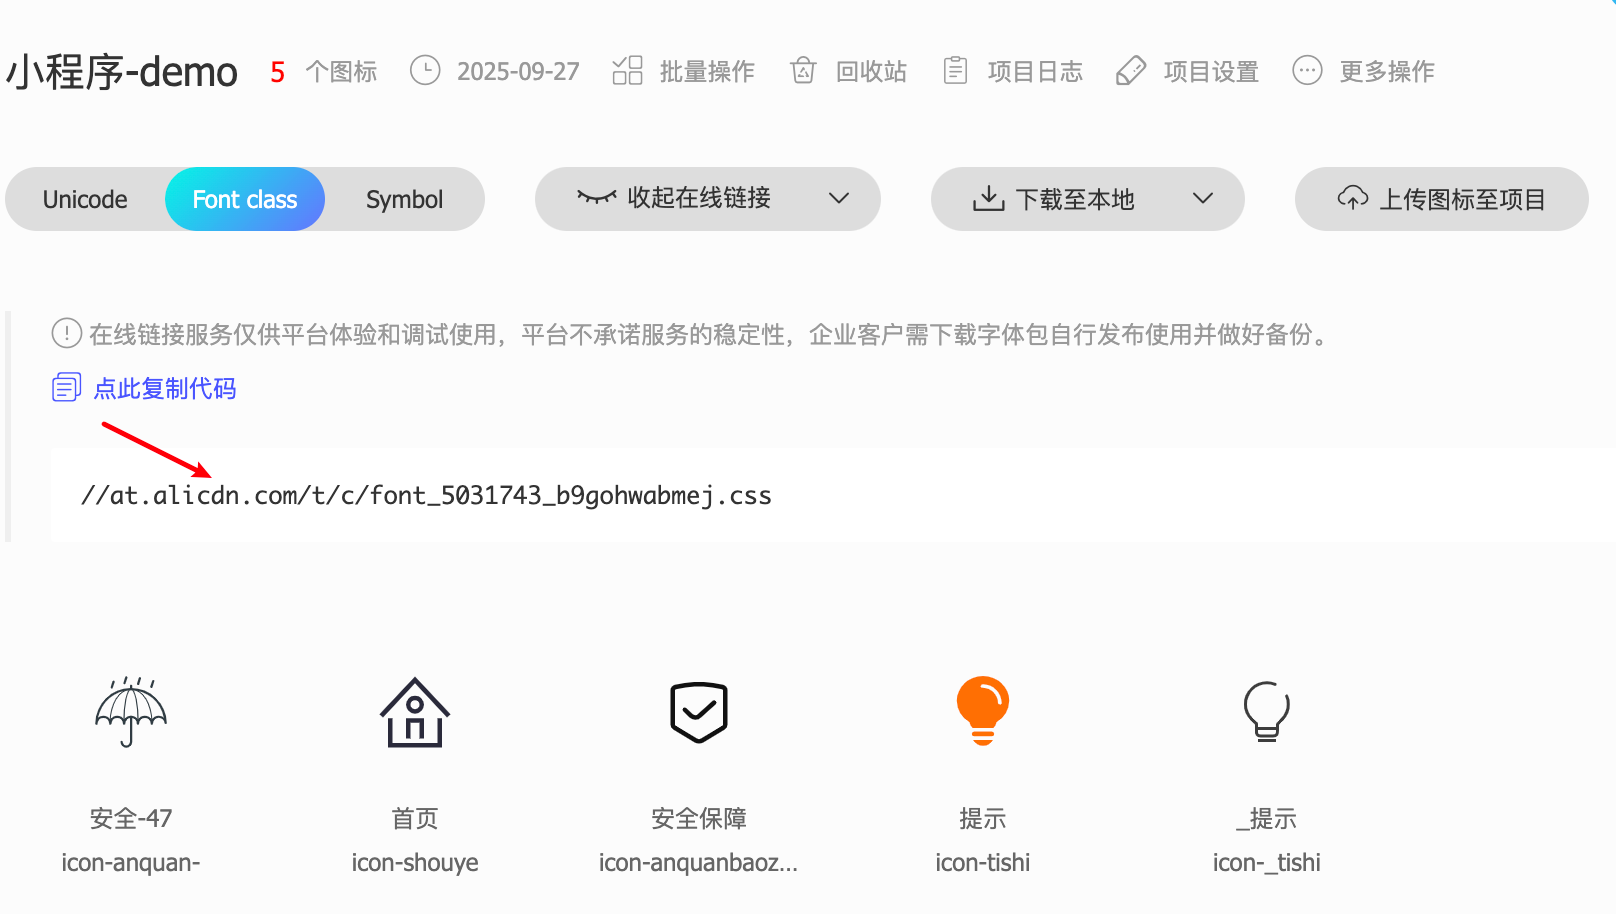 小程序-demo 5 个图标 2025-09-27 批量操作 回收站 项目日志 项目设置 更多操作
Unicode Font class Symbol 收起在线链接 下载至本地 上传图标至项目
在线链接服务仅供平台体验和调试使用，平台不承诺服务的稳定性，企业客户需下载字体包自行发布使用并做好备份。
点此复制代码
//at.alicdn.com/t/c/font_5031743_b9gohwabmej.css
安全-47 首页 安全保障 提示 _提示
icon-anquan- icon-shouye icon-anquanbaoz... icon-tishi icon-_tishi